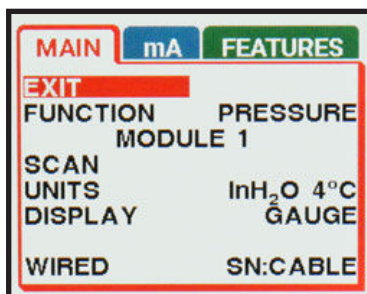 MAIN mA FEATURES
EXIT
FUNCTION PRESSURE
MODULE 1
SCAN
UNITS InH₂O 4°C
DISPLAY GAUGE
WIRED SN:CABLE